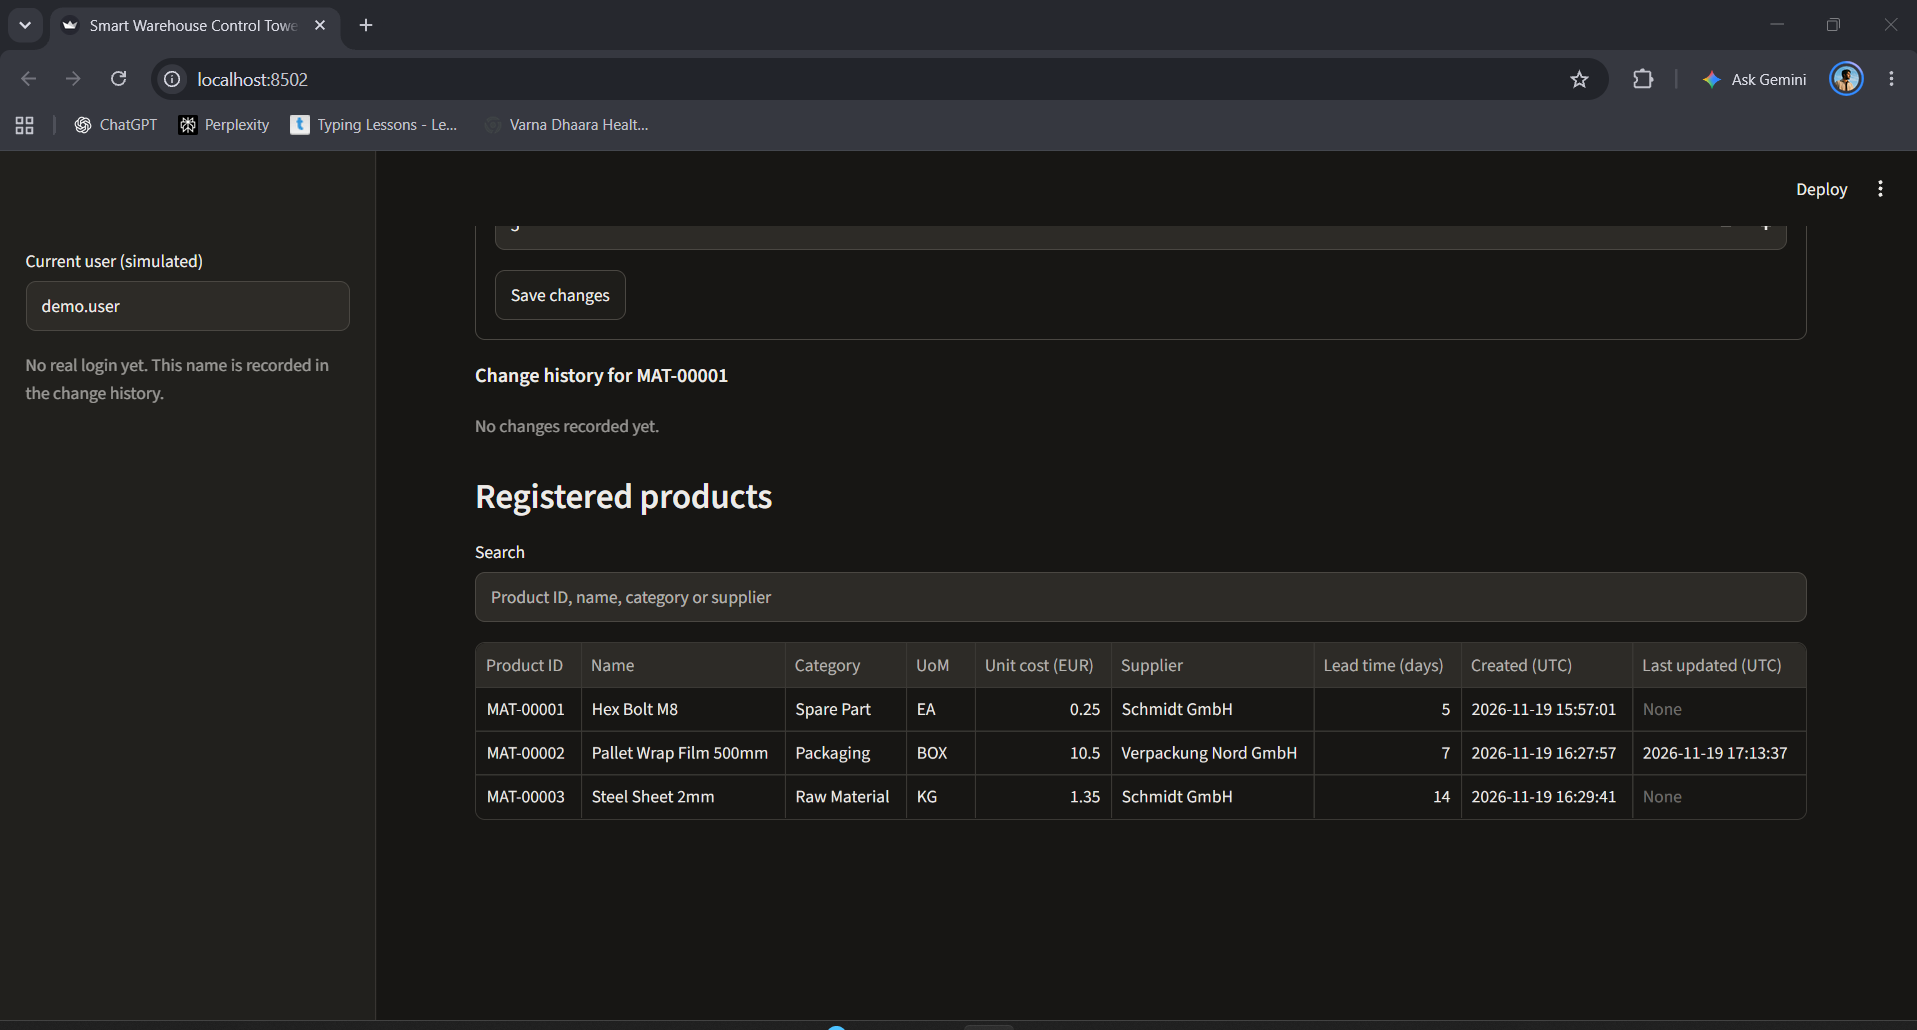 Smart Warehouse Control Towe
localhost:8502
Ask Gemini
ChatGPT
Perplexity
Typing Lessons - Le...
Varna Dhaara Healt...
Deploy
Current user (simulated)
demo.user
No real login yet. This name is recorded in
the change history.
Save changes
Change history for MAT-00001
No changes recorded yet.
Registered products
Search
Product ID, name, category or supplier
Product ID Name Category UoM Unit cost (EUR) Supplier Lead time (days) Created (UTC) Last updated (UTC)
MAT-00001 Hex Bolt M8 Spare Part EA 0.25 Schmidt GmbH 5 2026-11-19 15:57:01 None
MAT-00002 Pallet Wrap Film 500mm Packaging BOX 10.5 Verpackung Nord GmbH 7 2026-11-19 16:27:57 2026-11-19 17:13:37
MAT-00003 Steel Sheet 2mm Raw Material KG 1.35 Schmidt GmbH 14 2026-11-19 16:29:41 None